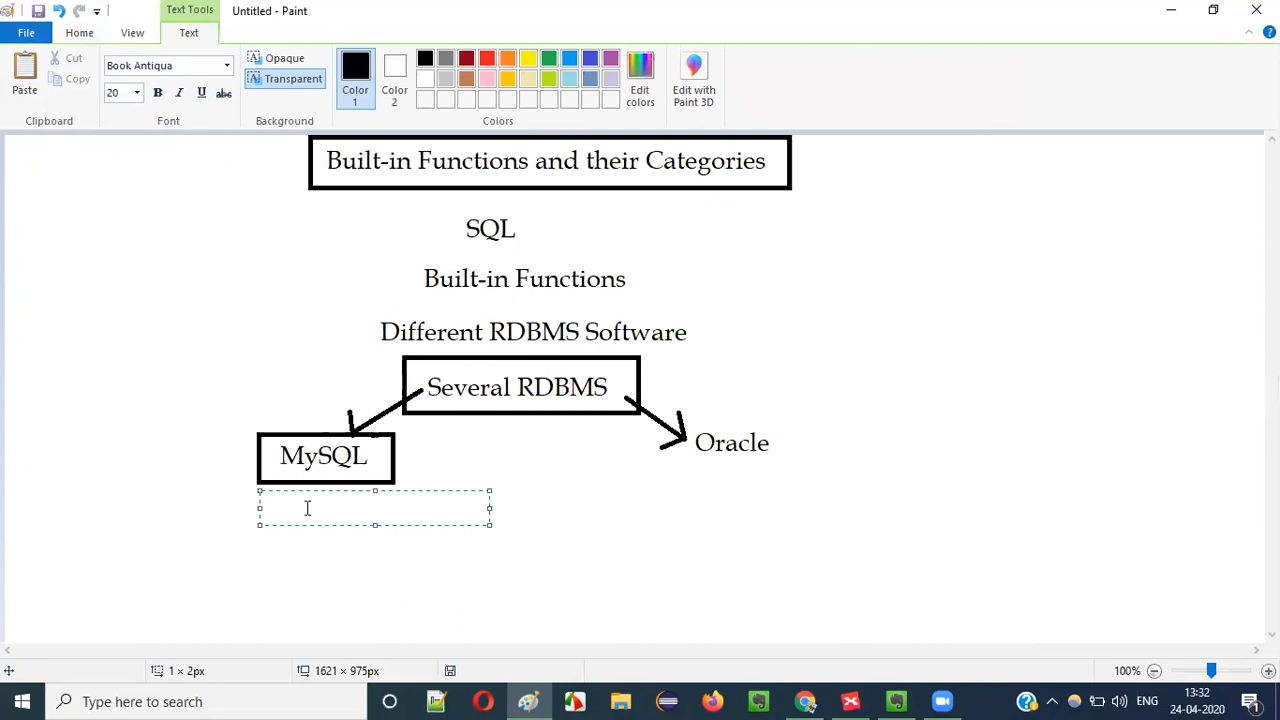 Text Tools
Untitled - Paint
File
Home
View
Text
Paste
Cut
Copy
Clipboard
Book Antiqua
20
B
I
U
abc
Font
Opaque
Transparent
Background
Color
1
Color
2
Edit
colors
Edit with
Paint 3D
Colors
Built-in Functions and their Categories
SQL
Built-in Functions
Different RDBMS Software
Several RDBMS
MySQL
Oracle
1 × 2px
1621 × 975px
100%
Type here to search
ENG
13:32
24-04-2020
1